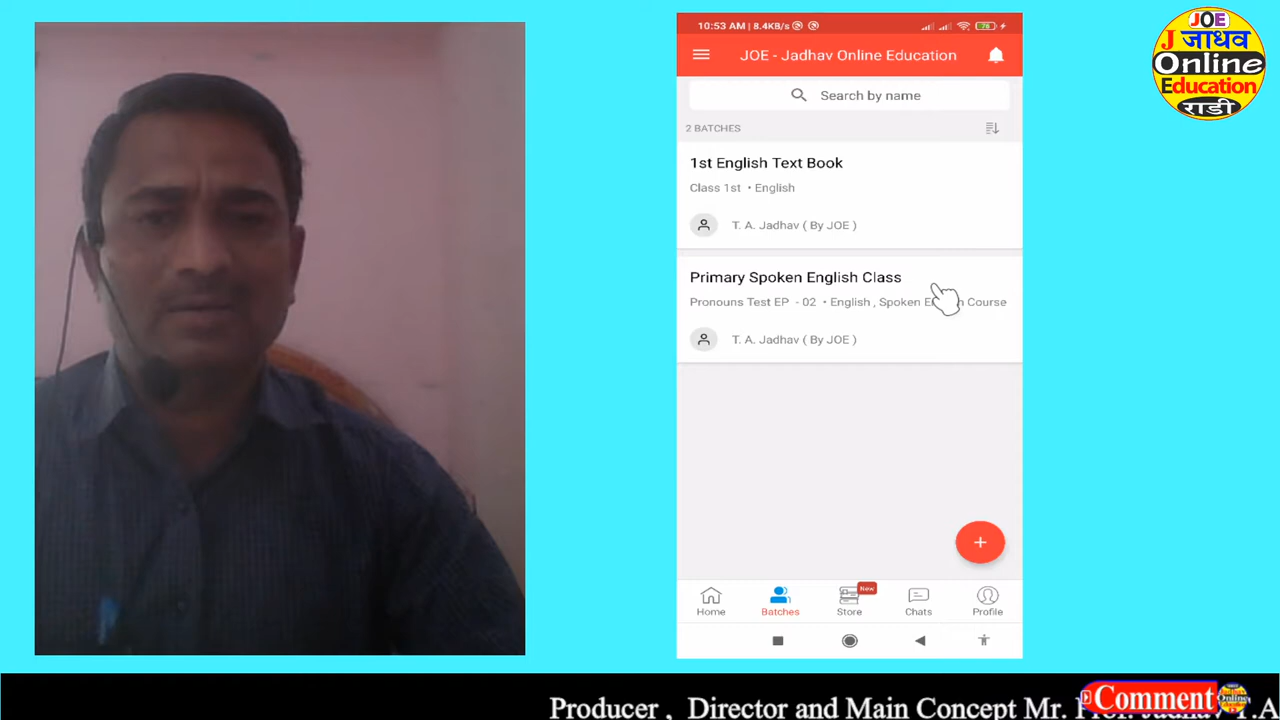 10:53 AM | 8.4KB/s
78
JOE - Jadhav Online Education
Search by name
2 BATCHES
1st English Text Book
Class 1st • English
T. A. Jadhav ( By JOE )
Primary Spoken English Class
Pronouns Test EP - 02 • English , Spoken Course
T. A. Jadhav ( By JOE )
+
Home
Batches
New
Store
Chats
Profile
JOE
J जाधव
Online
Education
राडी
Producer , Director and Main Concept Mr.
Comment
Online